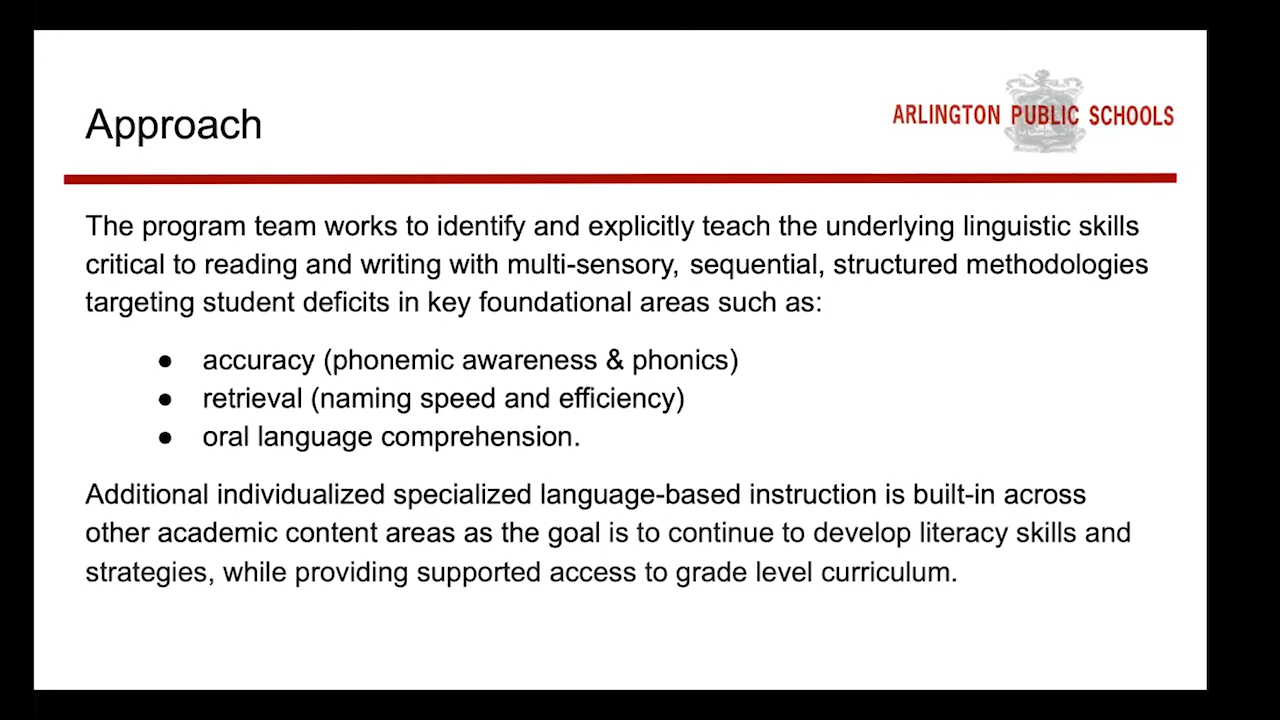 Approach
ARLINGTON PUBLIC SCHOOLS
The program team works to identify and explicitly teach the underlying linguistic skills
critical to reading and writing with multi-sensory, sequential, structured methodologies
targeting student deficits in key foundational areas such as:
● accuracy (phonemic awareness & phonics)
● retrieval (naming speed and efficiency)
● oral language comprehension.
Additional individualized specialized language-based instruction is built-in across
other academic content areas as the goal is to continue to develop literacy skills and
strategies, while providing supported access to grade level curriculum.